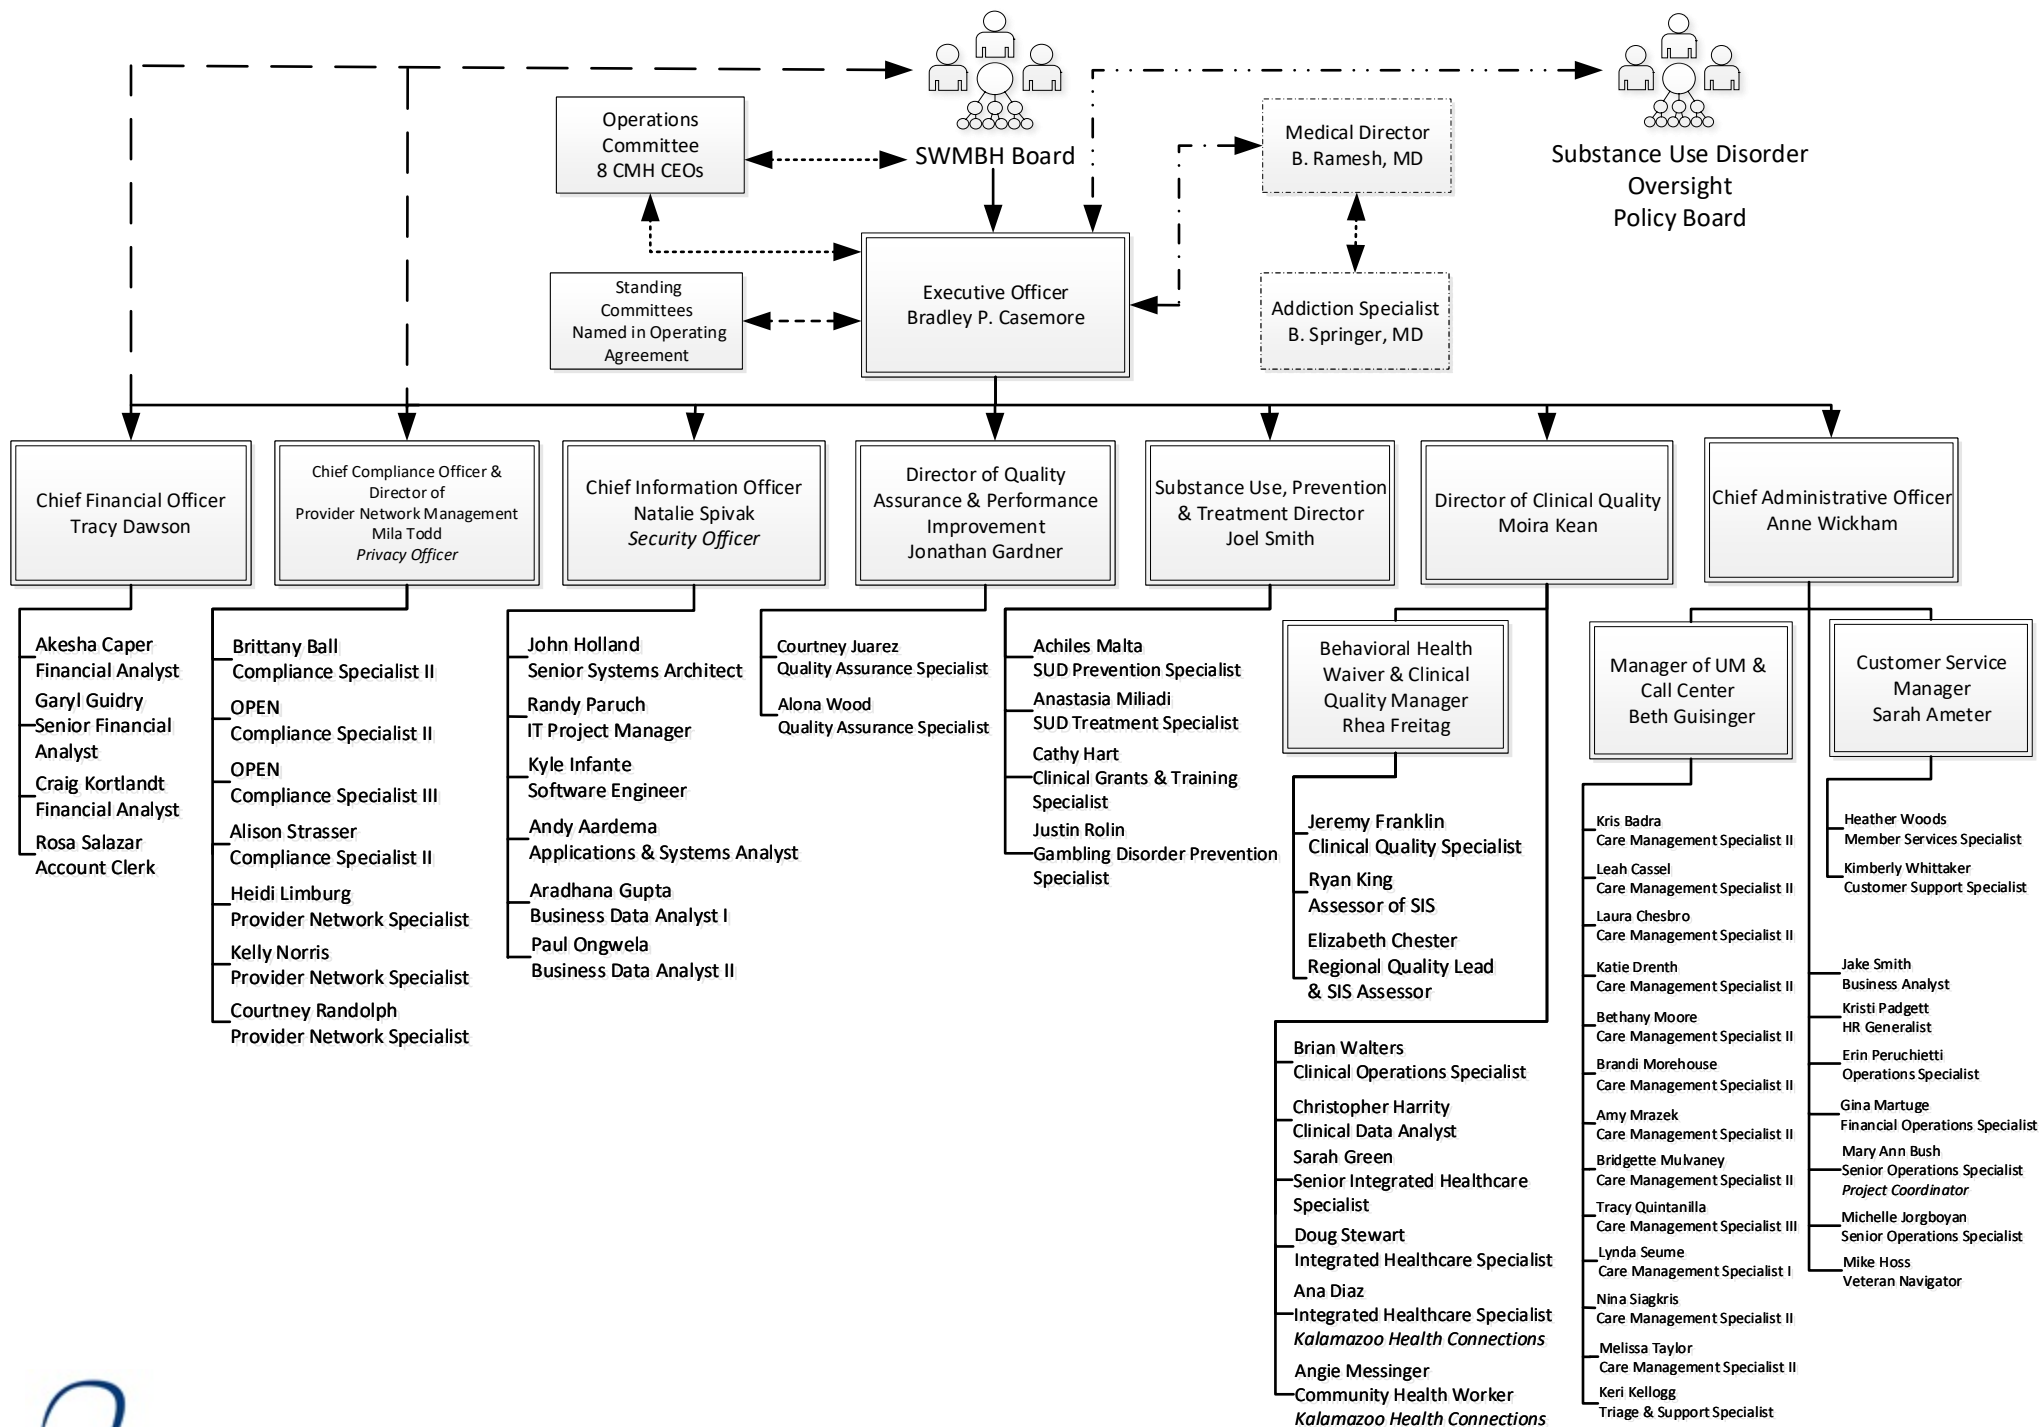 Operations
Committee
8 CMH CEOs
SWMBH Board
Medical Director
B. Ramesh, MD
Substance Use Disorder
Oversight
Policy Board
Standing
Committees
Named in Operating
Agreement
Executive Officer
Bradley P. Casemore
Addiction Specialist
B. Springer, MD
Chief Financial Officer
Tracy Dawson
Chief Compliance Officer &
Director of
Provider Network Management
Mila Todd
Privacy Officer
Chief Information Officer
Natalie Spivak
Security Officer
Director of Quality
Assurance & Performance
Improvement
Jonathan Gardner
Substance Use, Prevention
& Treatment Director
Joel Smith
Director of Clinical Quality
Moira Kean
Chief Administrative Officer
Anne Wickham
Akesha Caper
Financial Analyst
Garyl Guidry
Senior Financial
Analyst
Craig Kortlandt
Financial Analyst
Rosa Salazar
Account Clerk
Brittany Ball
Compliance Specialist II
OPEN
Compliance Specialist II
OPEN
Compliance Specialist III
Alison Strasser
Compliance Specialist II
Heidi Limburg
Provider Network Specialist
Kelly Norris
Provider Network Specialist
Courtney Randolph
Provider Network Specialist
John Holland
Senior Systems Architect
Randy Paruch
IT Project Manager
Kyle Infante
Software Engineer
Andy Aardema
Applications & Systems Analyst
Aradhana Gupta
Business Data Analyst I
Paul Ongwela
Business Data Analyst II
Courtney Juarez
Quality Assurance Specialist
Alona Wood
Quality Assurance Specialist
Achiles Malta
SUD Prevention Specialist
Anastasia Miliadi
SUD Treatment Specialist
Cathy Hart
Clinical Grants & Training
Specialist
Justin Rolin
Gambling Disorder Prevention
Specialist
Behavioral Health
Waiver & Clinical
Quality Manager
Rhea Freitag
Jeremy Franklin
Clinical Quality Specialist
Ryan King
Assessor of SIS
Elizabeth Chester
Regional Quality Lead
& SIS Assessor
Brian Walters
Clinical Operations Specialist
Christopher Harrity
Clinical Data Analyst
Sarah Green
Senior Integrated Healthcare
Specialist
Doug Stewart
Integrated Healthcare Specialist
Ana Diaz
Integrated Healthcare Specialist
Kalamazoo Health Connections
Angie Messinger
Community Health Worker
Kalamazoo Health Connections
Manager of UM &
Call Center
Beth Guisinger
Kris Badra
Care Management Specialist II
Leah Cassel
Care Management Specialist II
Laura Chesbro
Care Management Specialist II
Katie Drenth
Care Management Specialist II
Bethany Moore
Care Management Specialist II
Brandi Morehouse
Care Management Specialist II
Amy Mrazek
Care Management Specialist II
Bridgette Mulvaney
Care Management Specialist II
Tracy Quintanilla
Care Management Specialist III
Lynda Seume
Care Management Specialist I
Nina Siagkris
Care Management Specialist II
Melissa Taylor
Care Management Specialist II
Keri Kellogg
Triage & Support Specialist
Customer Service
Manager
Sarah Ameter
Heather Woods
Member Services Specialist
Kimberly Whittaker
Customer Support Specialist
Jake Smith
Business Analyst
Kristi Padgett
HR Generalist
Erin Peruchietti
Operations Specialist
Gina Martuge
Financial Operations Specialist
Mary Ann Bush
Senior Operations Specialist
Project Coordinator
Michelle Jorgboyan
Senior Operations Specialist
Mike Hoss
Veteran Navigator